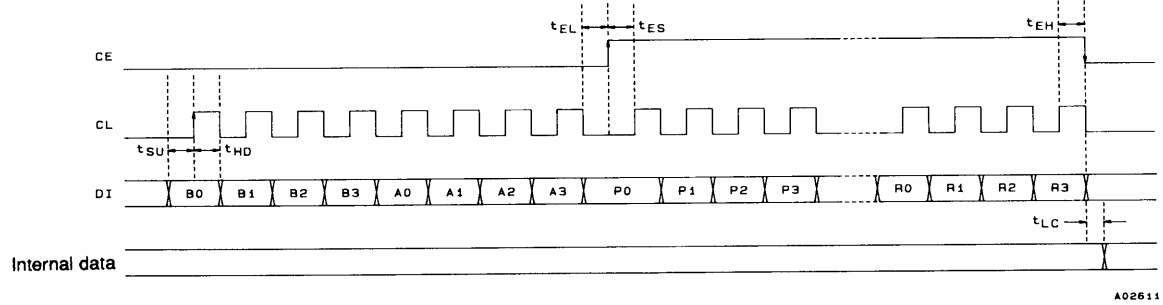 tEL tES tEH
CE
CL
tSU tHD
DI B0 B1 B2 B3 A0 A1 A2 A3 P0 P1 P2 P3 R0 R1 R2 R3
tLC
Internal data
A02611